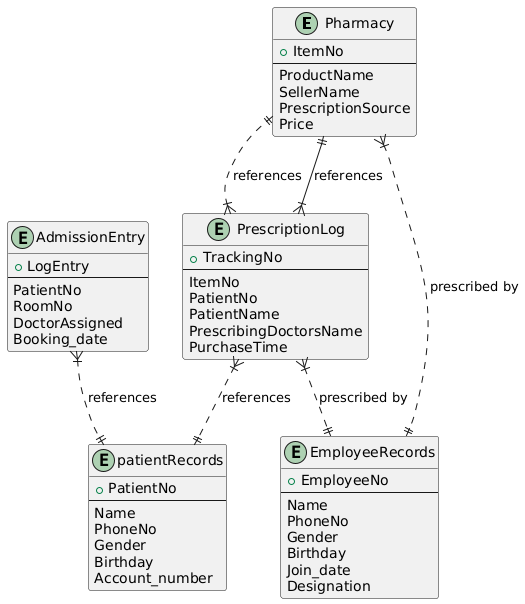 E Pharmacy
ItemNo
ProductName
SellerName
PrescriptionSource
Price
references
references
prescribed by
E AdmissionEntry
LogEntry
PatientNo
RoomNo
DoctorAssigned
Booking_date
E PrescriptionLog
TrackingNo
ItemNo
PatientNo
PatientName
PrescribingDoctorsName
PurchaseTime
references
references
prescribed by
E patientRecords
PatientNo
Name
PhoneNo
Gender
Birthday
Account_number
E EmployeeRecords
EmployeeNo
Name
PhoneNo
Gender
Birthday
Join_date
Designation